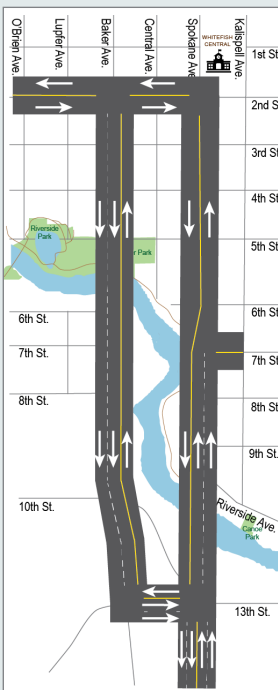 O'Brien Ave.
Lupfer Ave.
Baker Ave.
Central Ave.
Spokane Ave.
Kalispell Ave.
WHITEFISH
CENTRAL
1st St
2nd S
3rd St
4th St
5th St
Riverside
Park
r Park
6th St.
6th St
7th St.
7th St
8th St.
8th St
9th St
10th St.
Riverside Ave.
Canoe
Park
13th St.